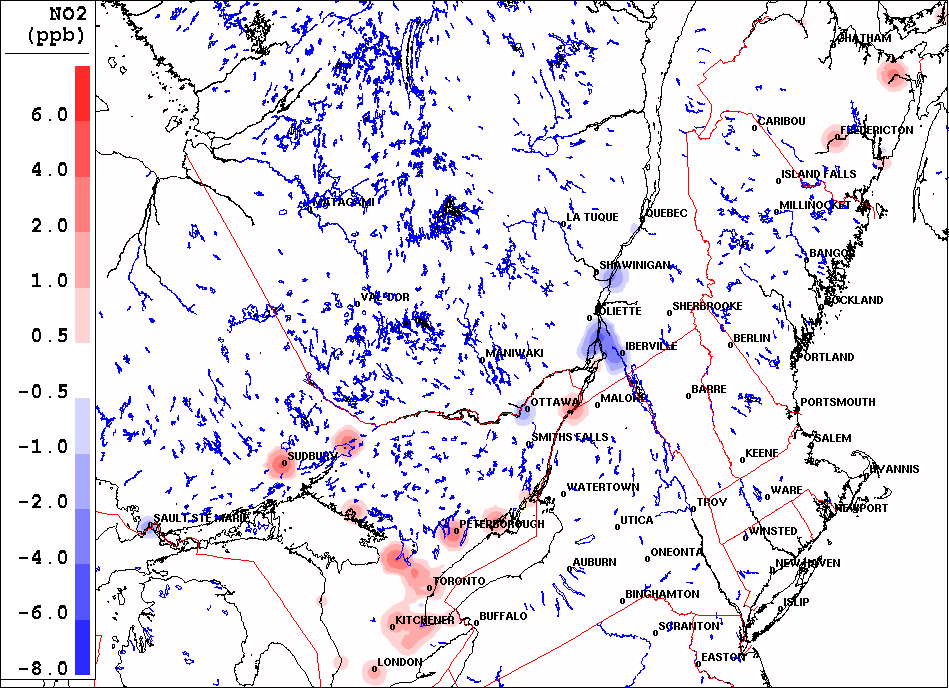 NO2
(ppb)
6.0
4.0
2.0
1.0
0.5
-0.5
-1.0
-2.0
-4.0
-6.0
-8.0
CHATHAM
CARIBOU
FREDERICTON
ISLAND FALLS
MATAGAMI
MILLINOCKET
LA TUQUE
QUEBEC
BANGOR
SHAWINIGAN
VAL DOR
ROCKLAND
JOLIETTE
SHERBROOKE
IBERVILLE
BERLIN
MANIWAKI
PORTLAND
BARRE
OTTAWA
MALONE
PORTSMOUTH
SMITHS FALLS
SALEM
SUDBURY
KEENE
HYANNIS
WATERTOWN
WARE
TROY
NEWPORT
SAULT STE MARIE
PETERBOROUGH
UTICA
WINSTED
ONEONTA
AUBURN
NEW HAVEN
TORONTO
BINGHAMTON
ISLIP
KITCHENER
BUFFALO
SCRANTON
EASTON
LONDON